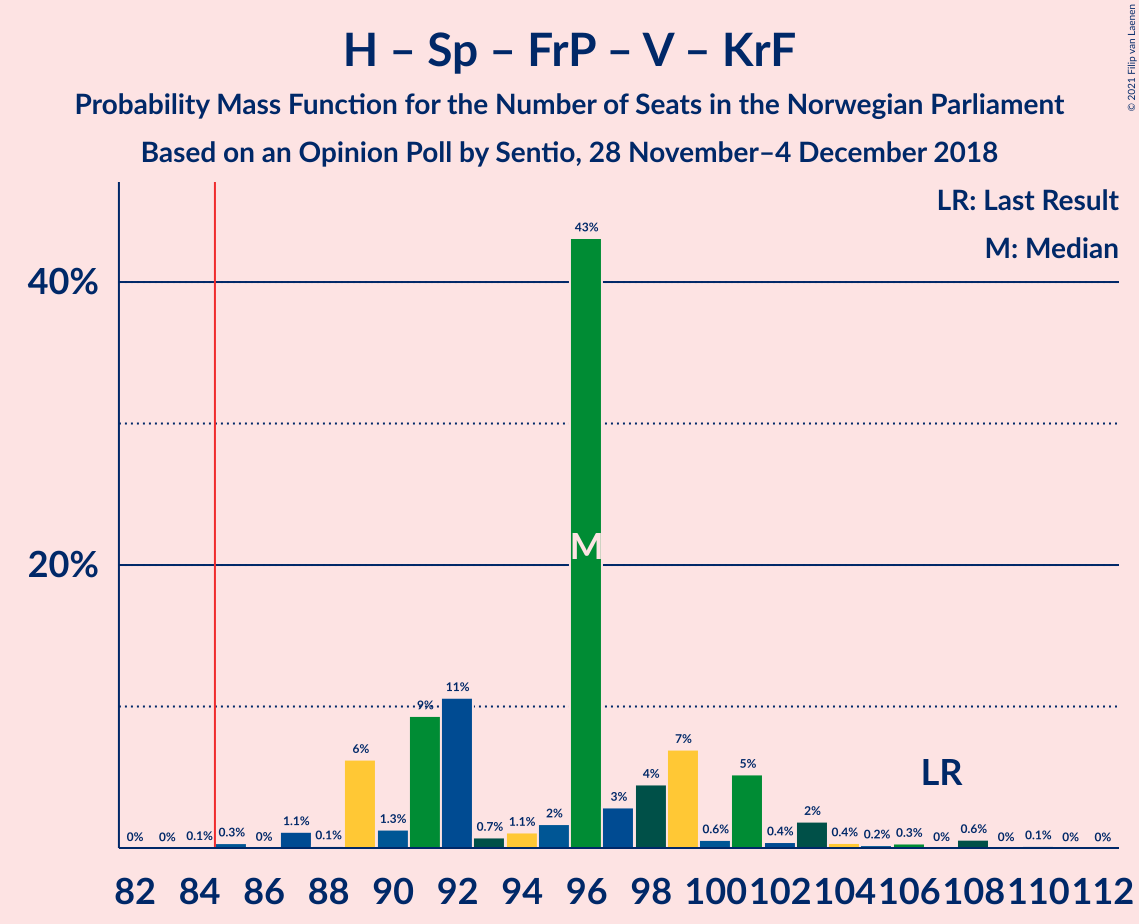 H – Sp – FrP – V – KrF
Probability Mass Function for the Number of Seats in the Norwegian Parliament
Based on an Opinion Poll by Sentio, 28 November–4 December 2018
© 2021 Filip van Laenen
LR: Last Result
M: Median
43%
40%
M
20%
11%
9%
7%
6%
5%
LR
4%
3%
2%
2%
0% 0% 0.1% 0.3% 0% 1.1% 0.1% 1.3% 0.7% 1.1% 0.6% 0.4% 0.4% 0.2% 0.3% 0% 0.6% 0% 0.1% 0% 0%
82 84 86 88 90 92 94 96 98 100 102 104 106 108 110 112